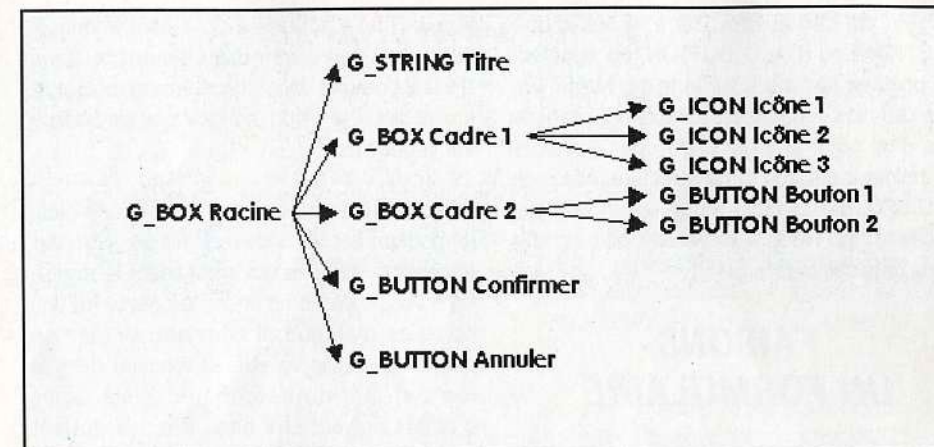 G_STRING Titre
G_ICON Icône 1
G_BOX Cadre 1
G_ICON Icône 2
G_ICON Icône 3
G_BOX Racine
G_BOX Cadre 2
G_BUTTON Bouton 1
G_BUTTON Bouton 2
G_BUTTON Confirmer
G_BUTTON Annuler